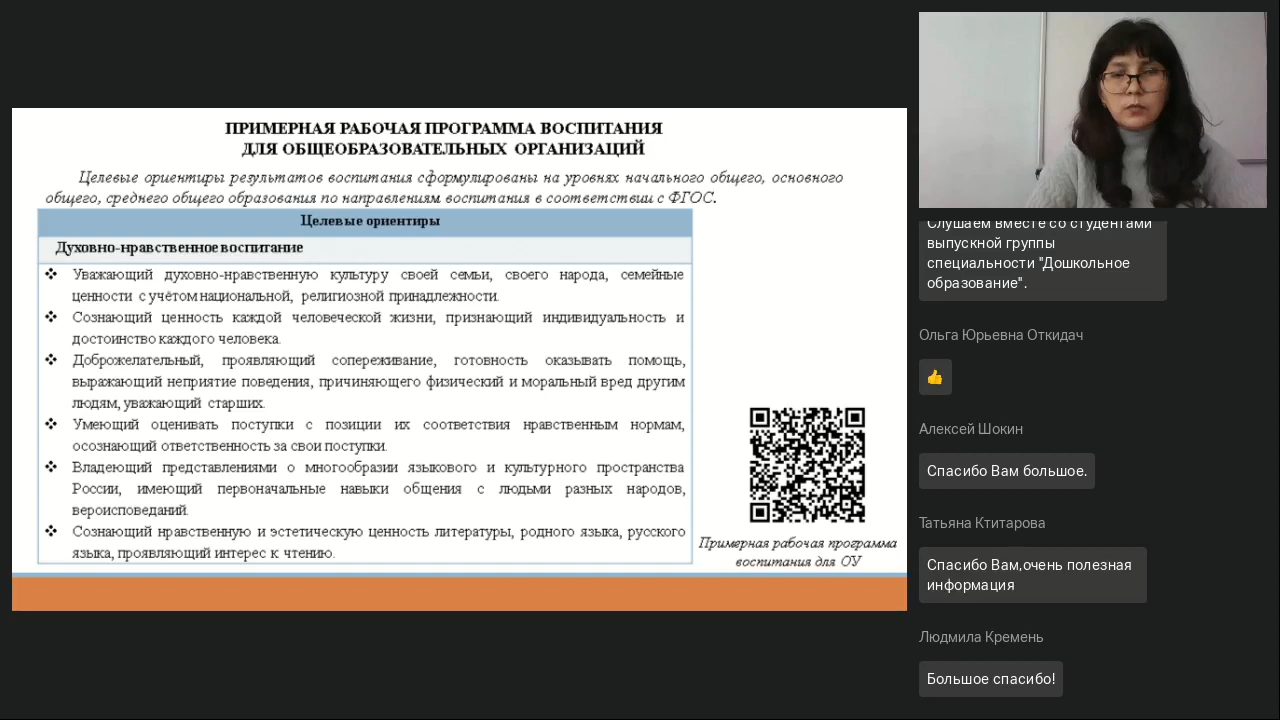 ПРИМЕРНАЯ РАБОЧАЯ ПРОГРАММА ВОСПИТАНИЯ
ДЛЯ ОБЩЕОБРАЗОВАТЕЛЬНЫХ ОРГАНИЗАЦИЙ
Целевые ориентиры результатов воспитания сформулированы на уровнях начального общего, основного
общего, среднего общего образования по направлениям воспитания в соответствии с ФГОС.
Целевые ориентиры
Духовно-нравственное воспитание
❖ Уважающий духовно-нравственную культуру своей семьи, своего народа, семейные
ценности с учётом национальной, религиозной принадлежности.
❖ Сознающий ценность каждой человеческой жизни, признающий индивидуальность и
достоинство каждого человека.
❖ Доброжелательный, проявляющий сопереживание, готовность оказывать помощь,
выражающий неприятие поведения, причиняющего физический и моральный вред другим
людям, уважающий старших.
❖ Умеющий оценивать поступки с позиции их соответствия нравственным нормам,
осознающий ответственность за свои поступки.
❖ Владеющий представлениями о многообразии языкового и культурного пространства
России, имеющий первоначальные навыки общения с людьми разных народов,
вероисповеданий.
❖ Сознающий нравственную и эстетическую ценность литературы, родного языка, русского
языка, проявляющий интерес к чтению.
Примерная рабочая программа
воспитания для ОУ
Слушаем вместе со студентами
выпускной группы
специальности "Дошкольное
образование".
Ольга Юрьевна Откидач
👍
Алексей Шокин
Спасибо Вам большое.
Татьяна Ктитарова
Спасибо Вам,очень полезная
информация
Людмила Кремень
Большое спасибо!